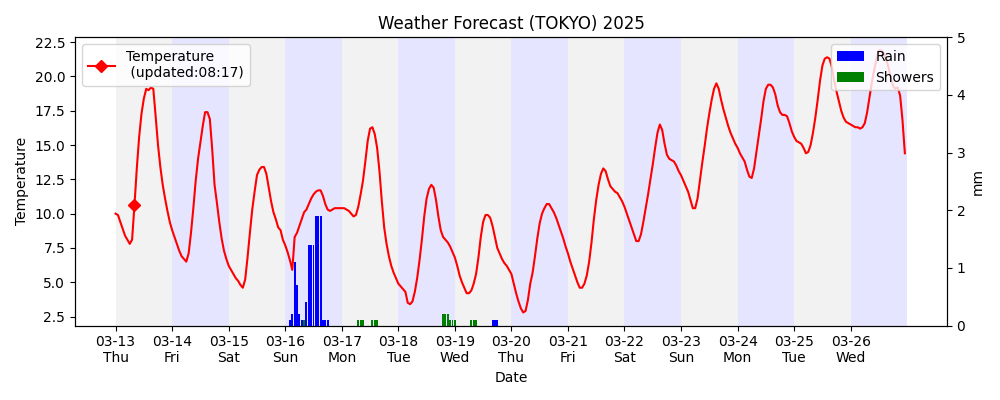 Weather Forecast (TOKYO) 2025
Temperature
(updated:08:17)
Rain
Showers
22.5
20.0
17.5
15.0
12.5
10.0
7.5
5.0
2.5
Temperature
5
4
3
2
1
0
mm
03-13 03-14 03-15 03-16 03-17 03-18 03-19 03-20 03-21 03-22 03-23 03-24 03-25 03-26
Thu Fri Sat Sun Mon Tue Wed Thu Fri Sat Sun Mon Tue Wed
Date